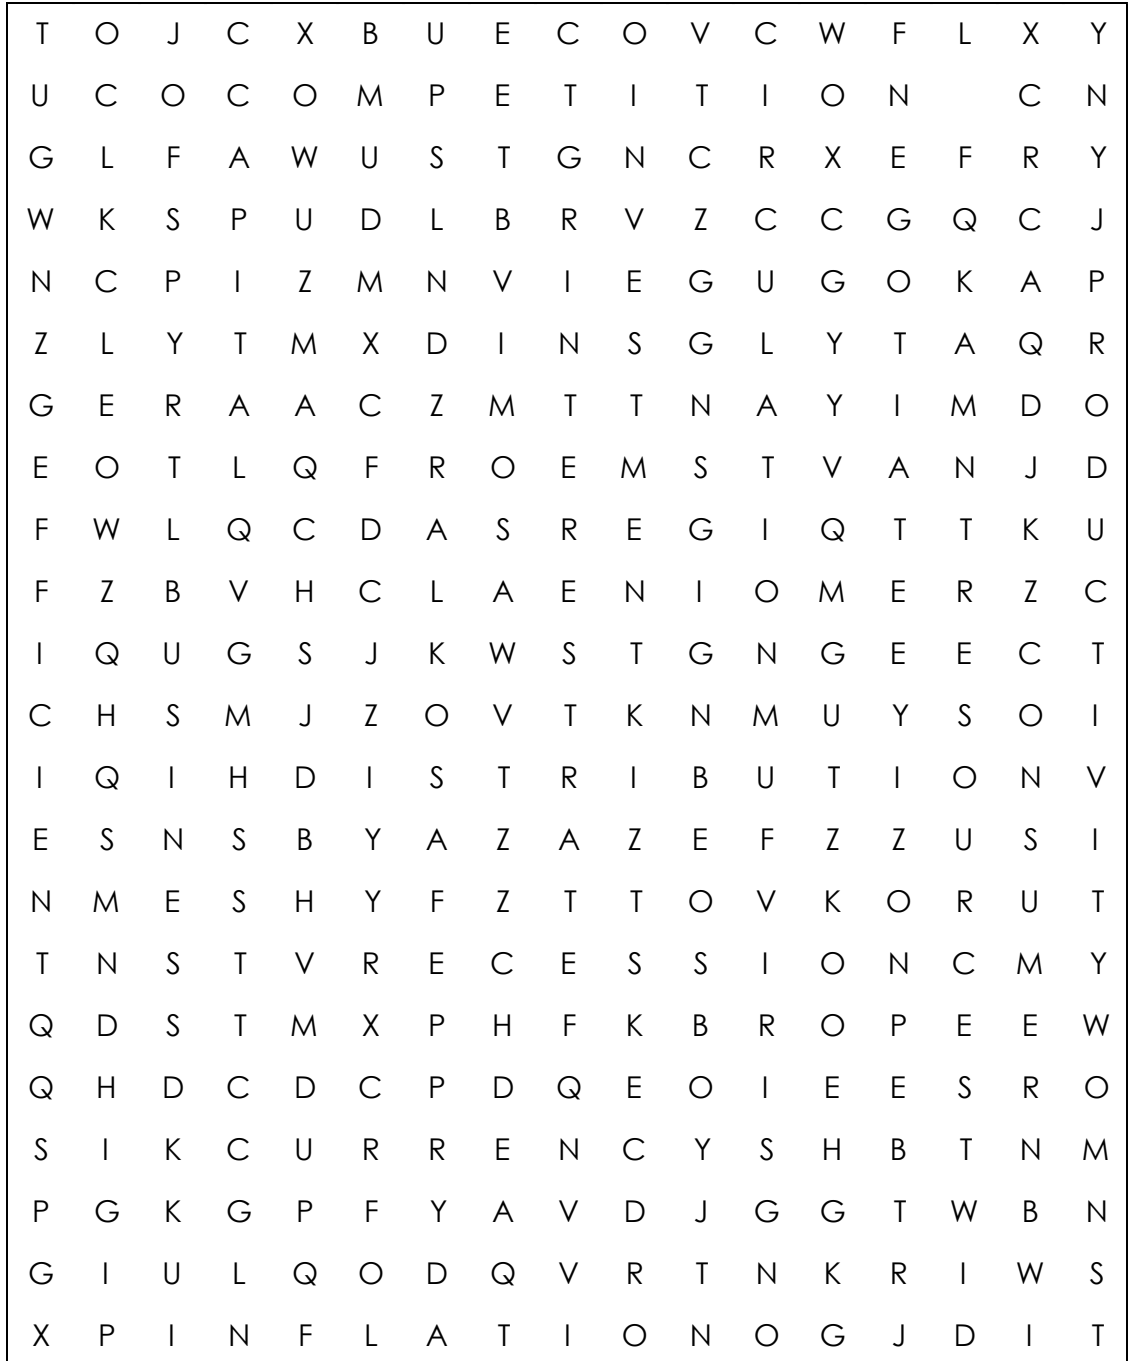 T O J C X B U E C O V C W F L X Y
U C O C O M P E T I T I O N C N
G L F A W U S T G N C R X E F R Y
W K S P U D L B R V Z C C G Q C J
N C P I Z M N V I E G U G O K A P
Z L Y T M X D I N S G L Y T A Q R
G E R A A C Z M T T N A Y I M D O
E O T L Q F R O E M S T V A N J D
F W L Q C D A S R E G I Q T T K U
F Z B V H C L A E N I O M E R Z C
I Q U G S J K W S T G N G E E C T
C H S M J Z O V T K N M U Y S O I
I Q I H D I S T R I B U T I O N V
E S N S B Y A Z A Z E F Z Z U S I
N M E S H Y F Z T T O V K O R U T
T N S T V R E C E S S I O N C M Y
Q D S T M X P H F K B R O P E E W
Q H D C D C P D Q E O I E E S R O
S I K C U R R E N C Y S H B T N M
P G K G P F Y A V D J G G T W B N
G I U L Q O D Q V R T N K R I W S
X P I N F L A T I O N O G J D I T